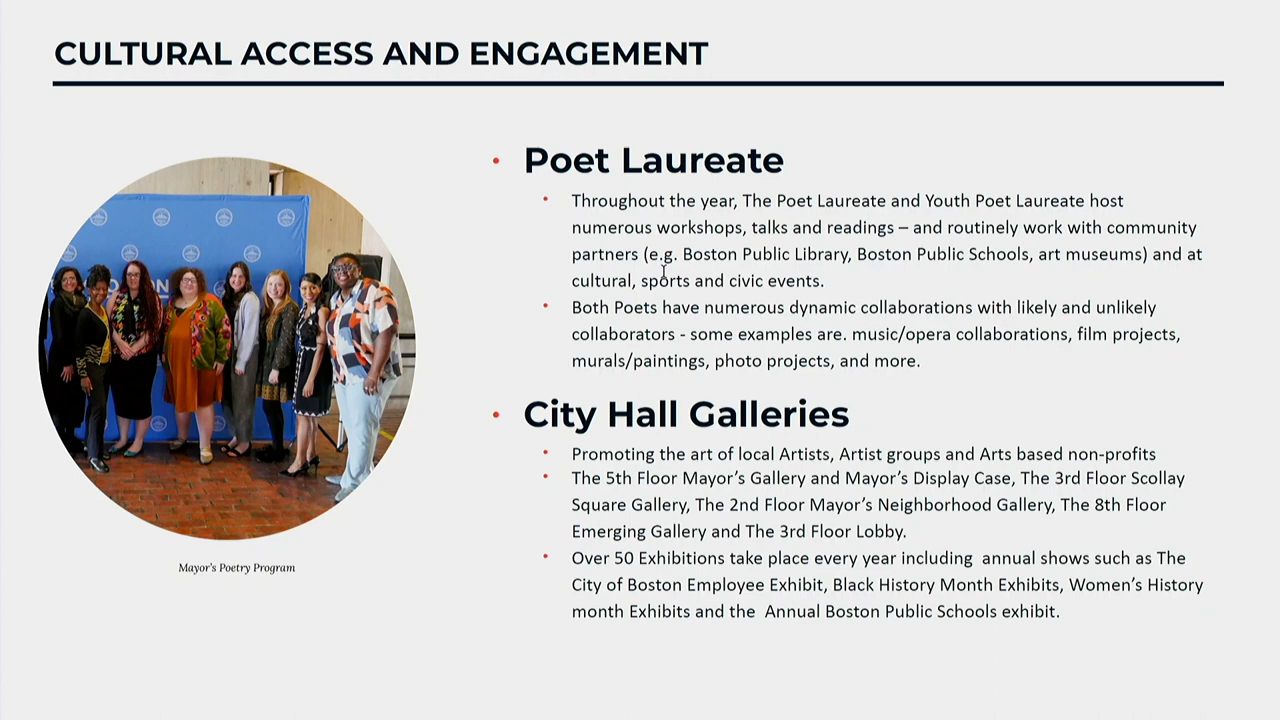 CULTURAL ACCESS AND ENGAGEMENT
• Poet Laureate
• Throughout the year, The Poet Laureate and Youth Poet Laureate host
numerous workshops, talks and readings – and routinely work with community
partners (e.g. Boston Public Library, Boston Public Schools, art museums) and at
cultural, sports and civic events.
• Both Poets have numerous dynamic collaborations with likely and unlikely
collaborators - some examples are. music/opera collaborations, film projects,
murals/paintings, photo projects, and more.
• City Hall Galleries
• Promoting the art of local Artists, Artist groups and Arts based non-profits
• The 5th Floor Mayor’s Gallery and Mayor’s Display Case, The 3rd Floor Scollay
Square Gallery, The 2nd Floor Mayor’s Neighborhood Gallery, The 8th Floor
Emerging Gallery and The 3rd Floor Lobby.
• Over 50 Exhibitions take place every year including  annual shows such as The
City of Boston Employee Exhibit, Black History Month Exhibits, Women’s History
month Exhibits and the  Annual Boston Public Schools exhibit.
Mayor’s Poetry Program